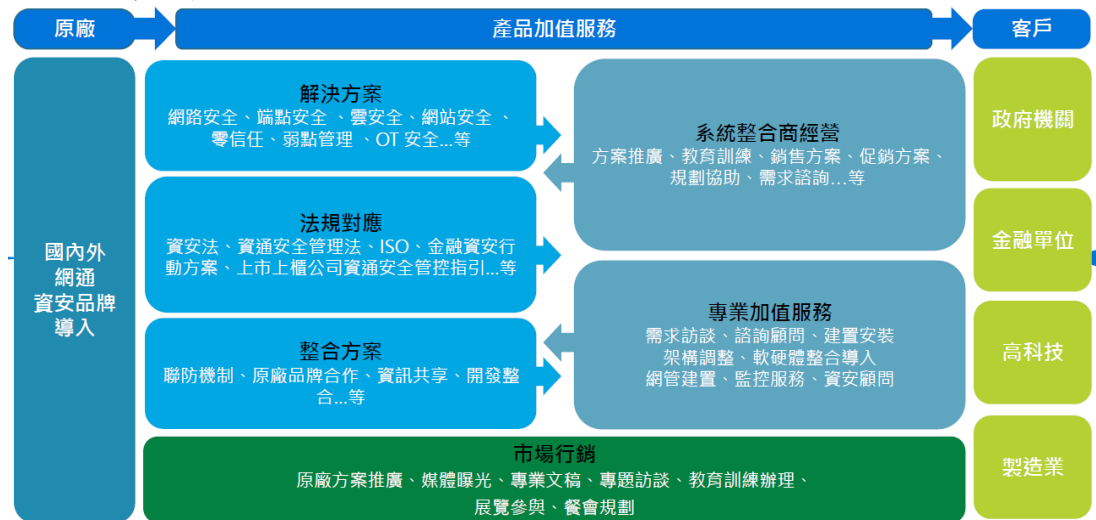 原廠
產品加值服務
客戶
國內外
網通
資安品牌
導入
解決方案
網路安全、端點安全 、雲安全、網站安全 、
零信任、弱點管理 、OT 安全...等
法規對應
資安法、資通安全管理法、ISO、金融資安行
動方案、上市上櫃公司資通安全管控指引...等
整合方案
聯防機制、原廠品牌合作、資訊共享、開發整
合...等
系統整合商經營
方案推廣、教育訓練、銷售方案、促銷方案、
規劃協助、需求諮詢…等
專業加值服務
需求訪談、諮詢顧問、建置安裝
架構調整、軟硬體整合導入
網管建置、監控服務、資安顧問
市場行銷
原廠方案推廣、媒體曝光、專業文稿、專題訪談、教育訓練辦理、
展覽參與、餐會規劃
政府機關
金融單位
高科技
製造業